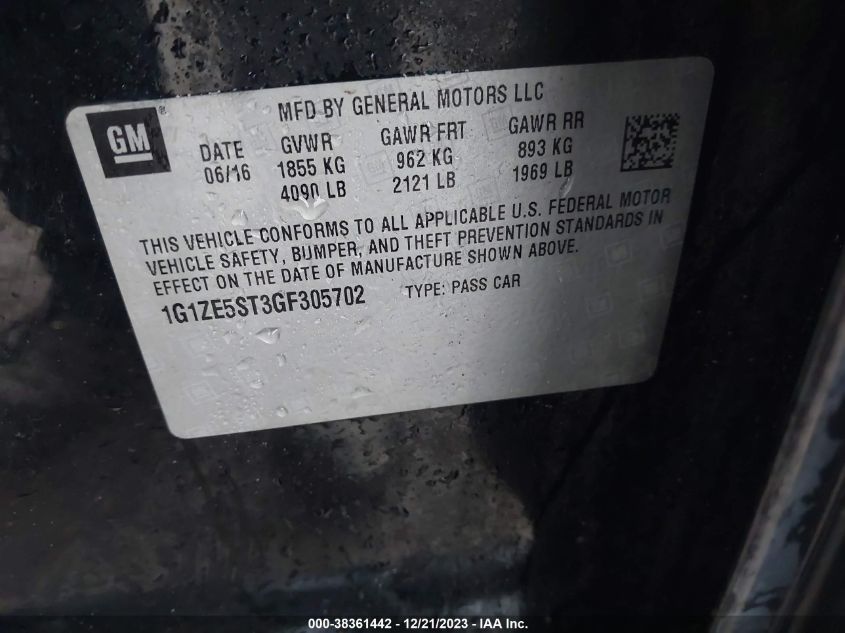 MFD BY GENERAL MOTORS LLC
GM®
DATE GVWR GAWR FRT GAWR RR
06/16 1855 KG 962 KG 893 KG
4090 LB 2121 LB 1969 LB
THIS VEHICLE CONFORMS TO ALL APPLICABLE U.S. FEDERAL MOTOR
VEHICLE SAFETY, BUMPER, AND THEFT PREVENTION STANDARDS IN
EFFECT ON THE DATE OF MANUFACTURE SHOWN ABOVE.
1G1ZE5ST3GF305702 TYPE: PASS CAR
000-38361442 - 12/21/2023 - IAA Inc.